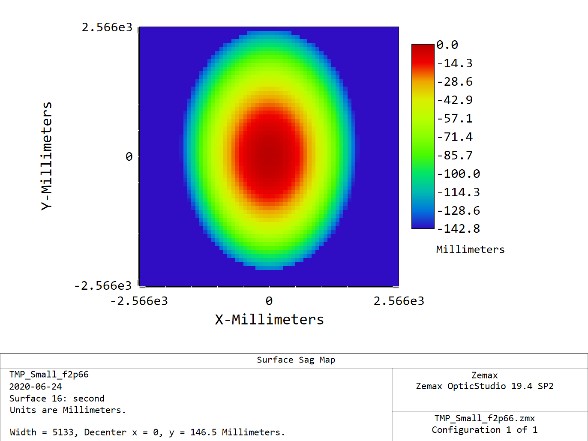 2.566e3
0
-2.566e3
Y-Millimeters
-2.566e3
0
2.566e3
X-Millimeters
0.0
-14.3
-28.6
-42.9
-57.1
-71.4
-85.7
-100.0
-114.3
-128.6
-142.8
Millimeters
Surface Sag Map
TMP_Small_f2p66
2020-06-24
Surface 16: second
Units are Millimeters.
Width = 5133, Decenter x = 0, y = 146.5 Millimeters.
Zemax
Zemax OpticStudio 19.4 SP2
TMP_Small_f2p66.zmx
Configuration 1 of 1